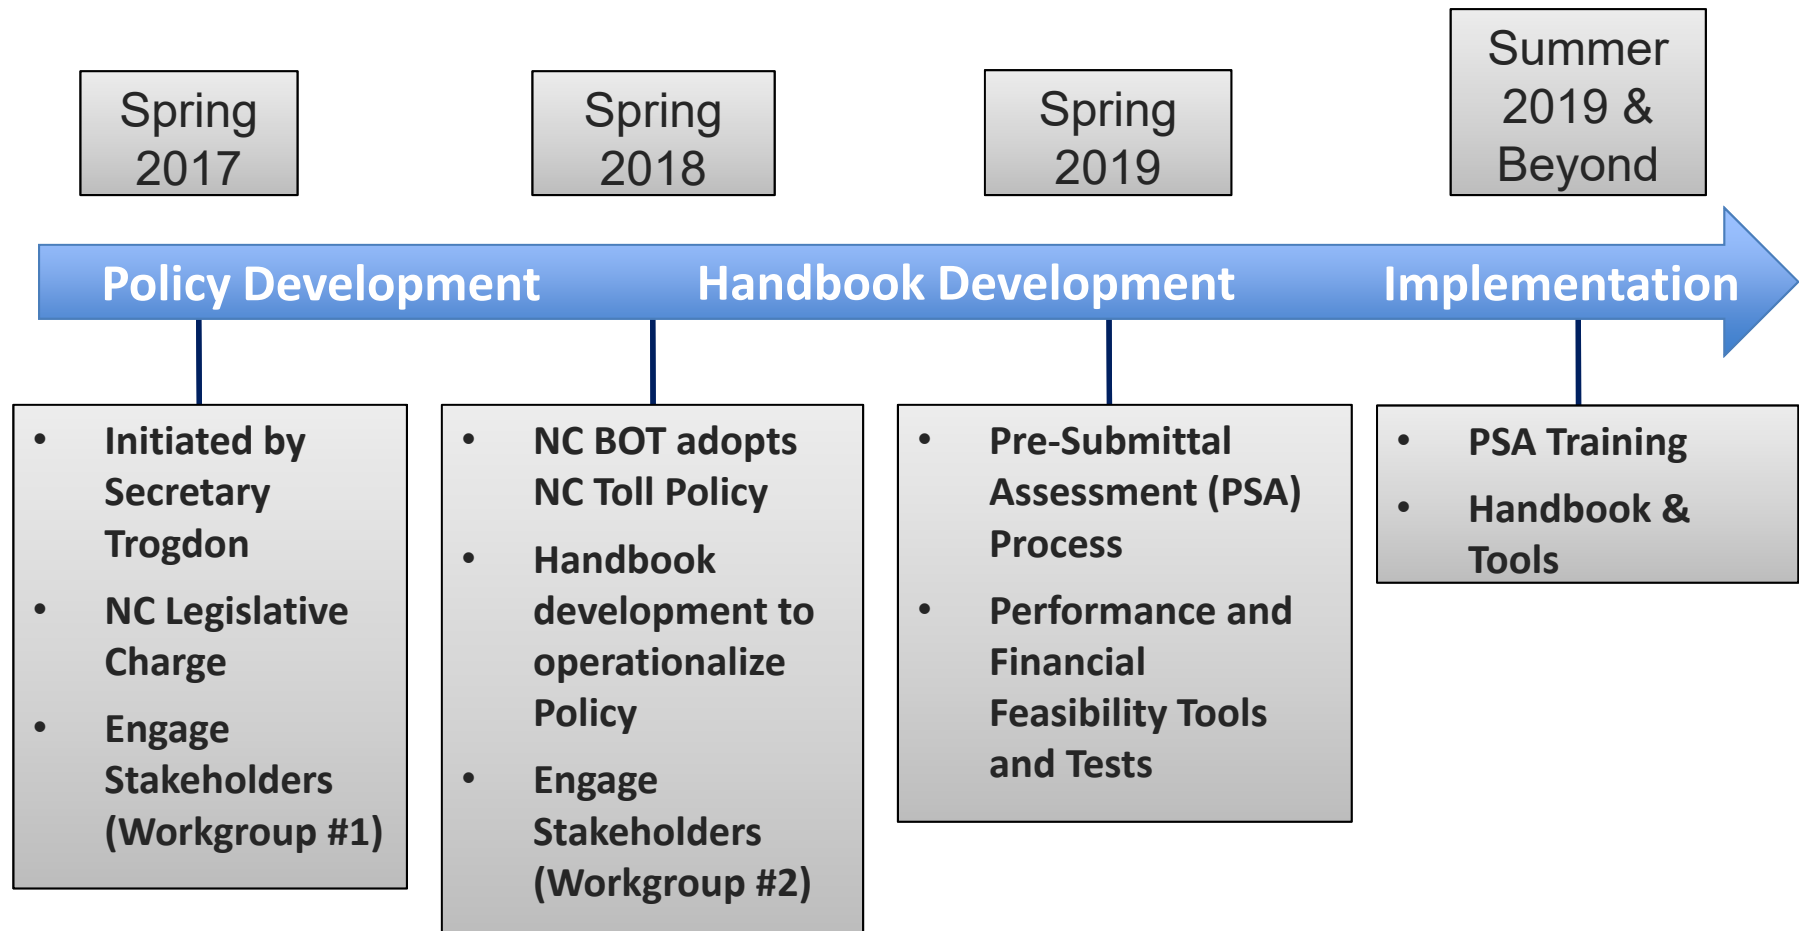 Spring
2017
Spring
2018
Spring
2019
Summer
2019 &
Beyond
Policy Development
Handbook Development
Implementation
• Initiated by
Secretary
Trogdon
• NC Legislative
Charge
• Engage
Stakeholders
(Workgroup #1)
• NC BOT adopts
NC Toll Policy
• Handbook
development to
operationalize
Policy
• Engage
Stakeholders
(Workgroup #2)
• Pre-Submittal
Assessment (PSA)
Process
• Performance and
Financial
Feasibility Tools
and Tests
• PSA Training
• Handbook &
Tools